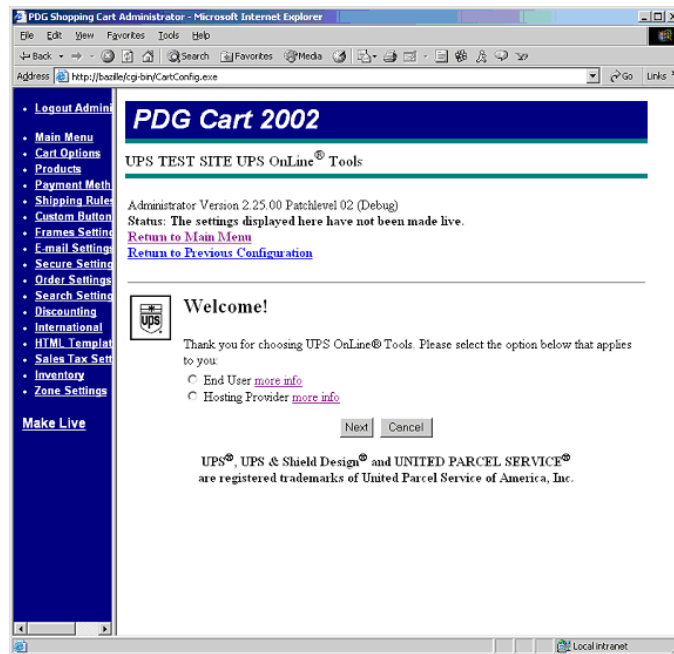 PDG Shopping Cart Administrator - Microsoft Internet Explorer
File Edit View Favorites Tools Help
Back Search Favorites Media
Address http://bazille/cgi-bin/CartConfig.exe Go Links
Logout Admini
Main Menu
Cart Options
Products
Payment Meth
Shipping Rule
Custom Button
Frames Setting
E-mail Settings
Secure Setting
Order Settings
Search Setting
Discounting
International
HTML Templat
Sales Tax Sett
Inventory
Zone Settings
Make Live
PDG Cart 2002
UPS TEST SITE UPS OnLine® Tools
Administrator Version 2.25.00 Patchlevel 02 (Debug)
Status: The settings displayed here have not been made live.
Return to Main Menu
Return to Previous Configuration
ups
Welcome!
Thank you for choosing UPS OnLine® Tools. Please select the option below that applies
to you:
End User more info
Hosting Provider more info
Next Cancel
UPS®, UPS & Shield Design® and UNITED PARCEL SERVICE®
are registered trademarks of United Parcel Service of America, Inc.
Local intranet